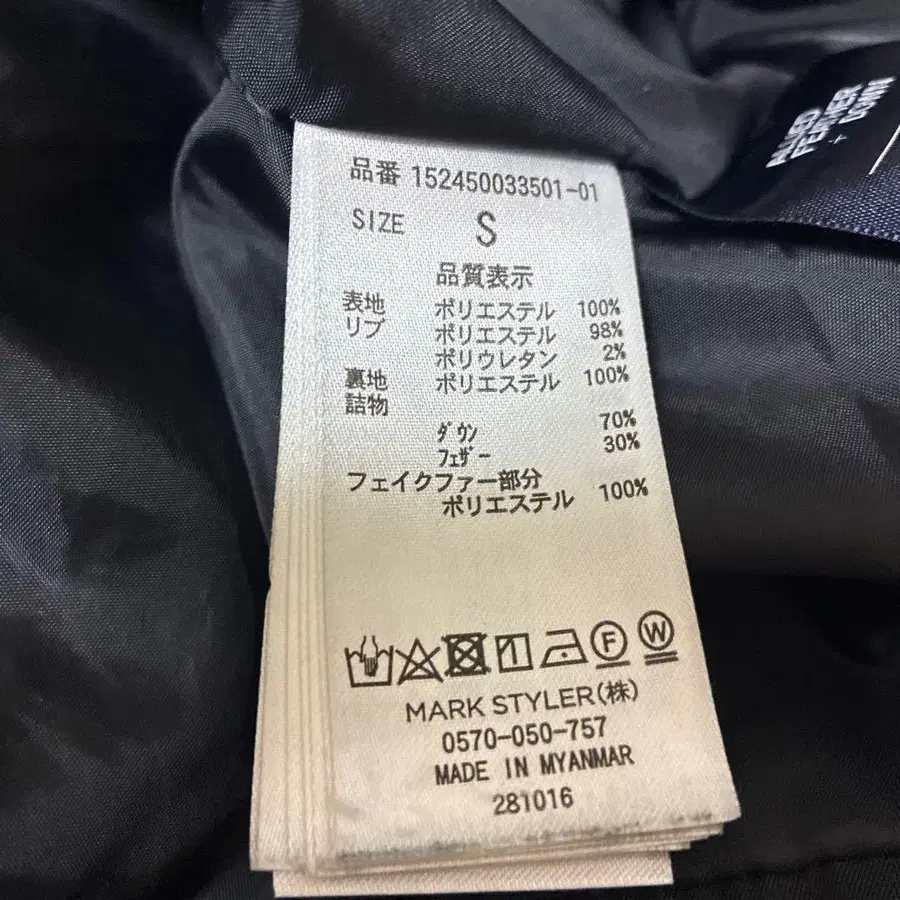 品番 152450033501-01
SIZE S
品質表示
表地 ポリエステル 100%
リブ ポリエステル 98%
ポリウレタン 2%
裏地 ポリエステル 100%
詰物
ダウン 70%
フェザー 30%
フェイクファー部分
ポリエステル 100%
F W
MARK STYLER(株)
0570-050-757
MADE IN MYANMAR
281016
FEATHER
+